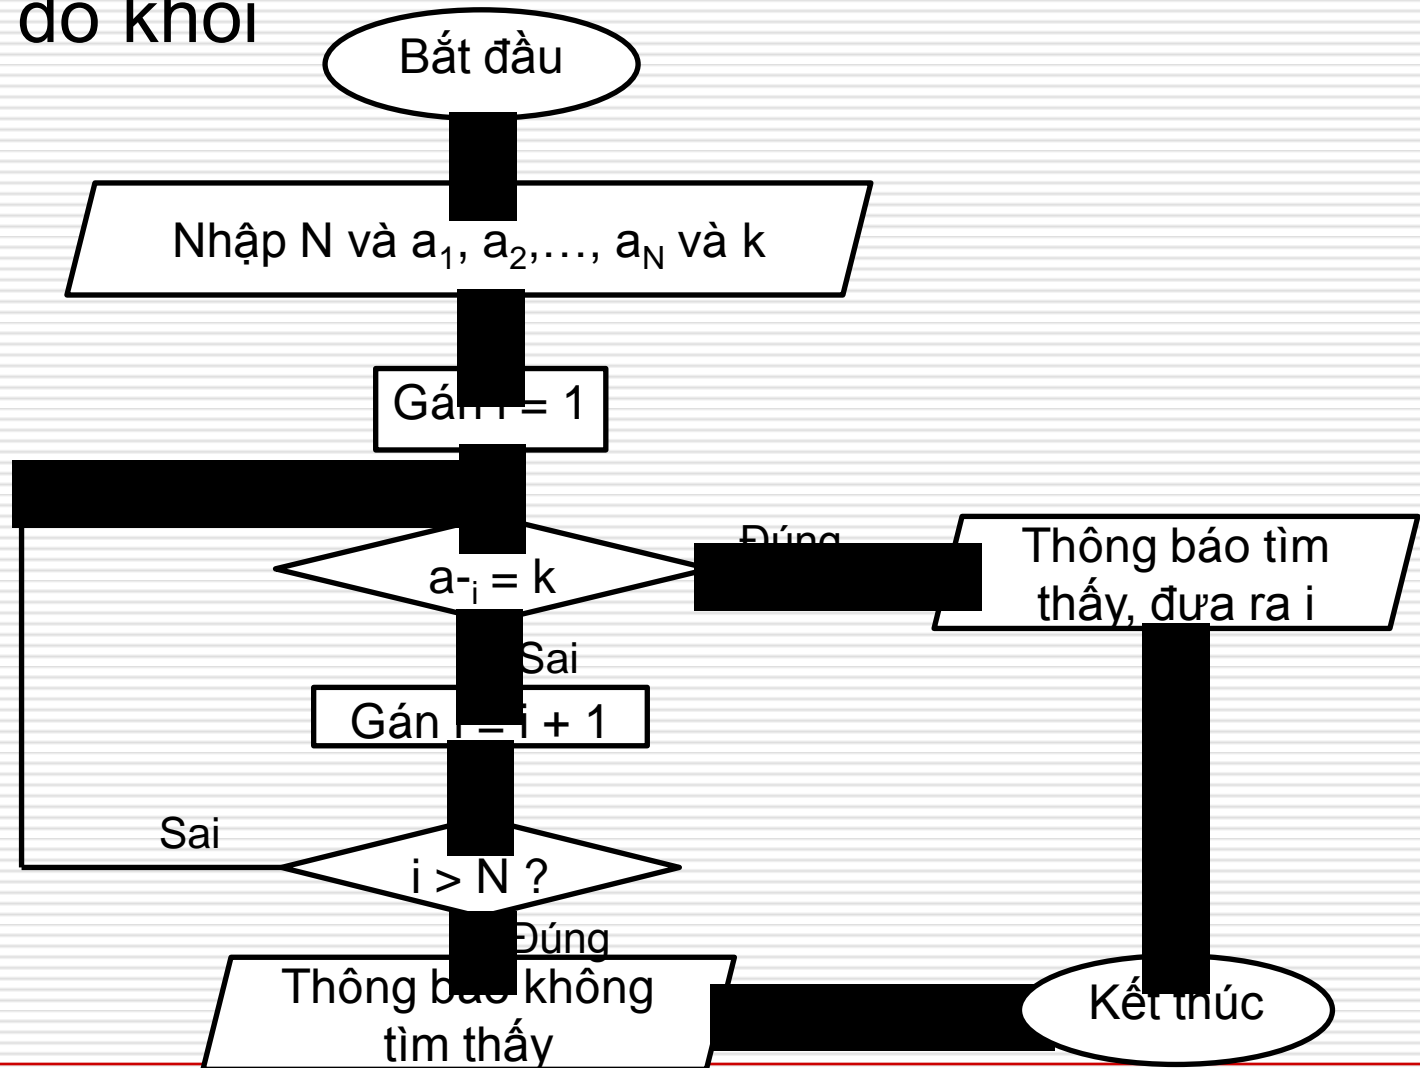 đồ khối
Bắt đầu
Nhập N và a1, a2,…, aN và k
Gán i = 1
a-i = k
Đúng
Thông báo tìm
thấy, đưa ra i
Sai
Gán i = i + 1
Sai
i > N ?
Đúng
Thông báo không
tìm thấy
Kết thúc